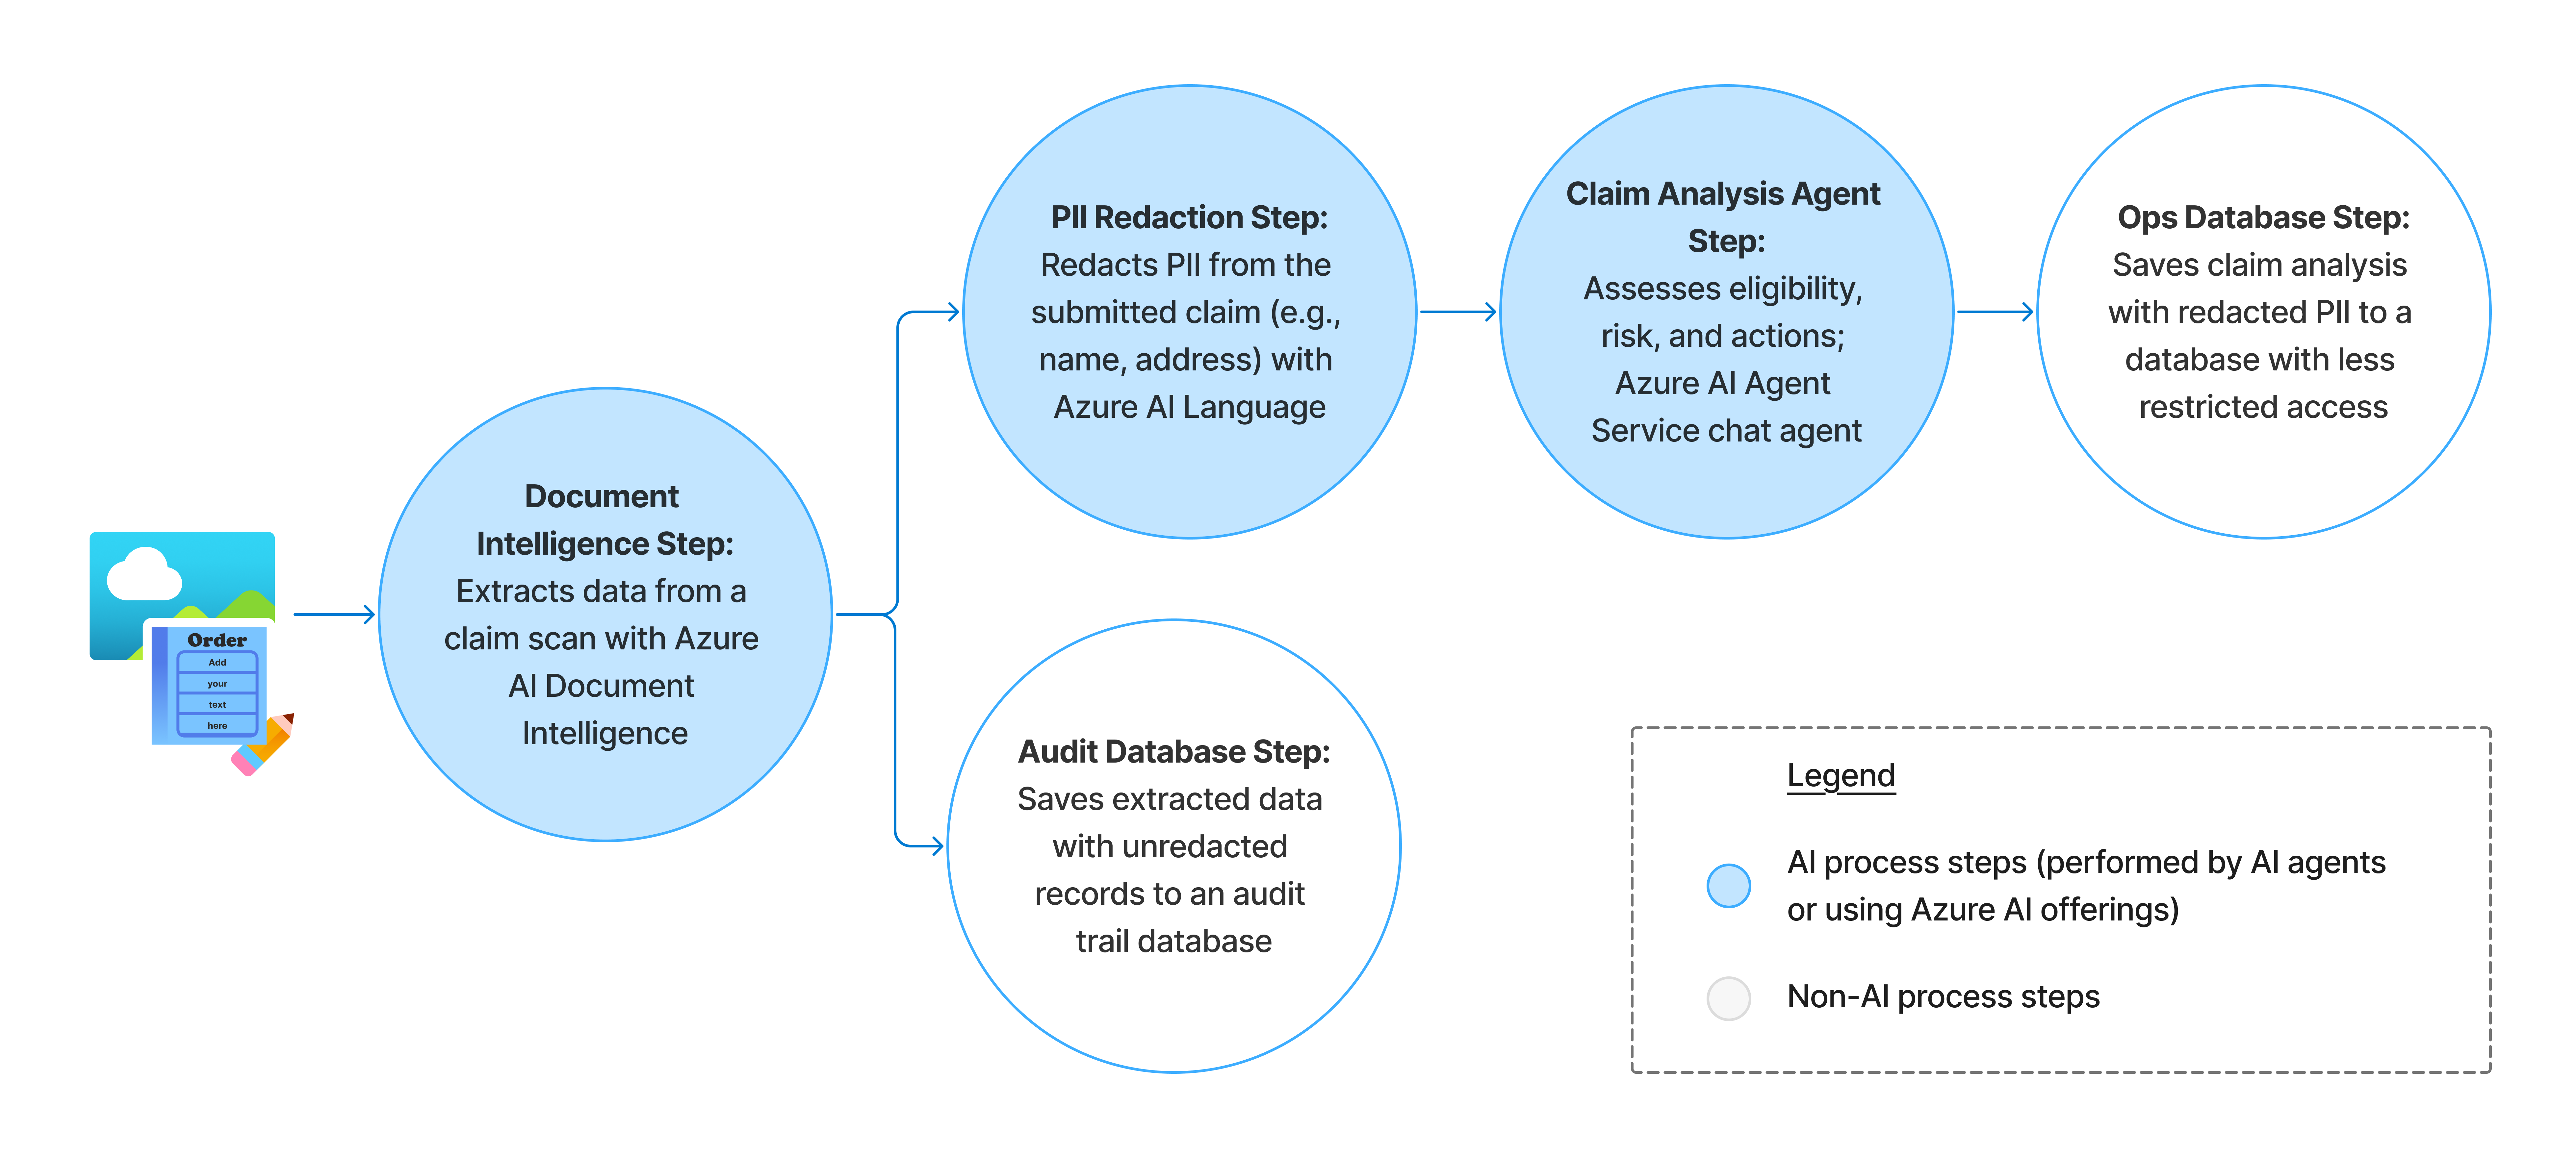 Order
Add
your
text
here
Document
Intelligence Step:
Extracts data from a
claim scan with Azure
AI Document
Intelligence
PII Redaction Step:
Redacts PII from the
submitted claim (e.g.,
name, address) with
Azure AI Language
Claim Analysis Agent
Step:
Assesses eligibility,
risk, and actions;
Azure AI Agent
Service chat agent
Ops Database Step:
Saves claim analysis
with redacted PII to a
database with less
restricted access
Audit Database Step:
Saves extracted data
with unredacted
records to an audit
trail database
Legend
AI process steps (performed by AI agents
or using Azure AI offerings)
Non-AI process steps